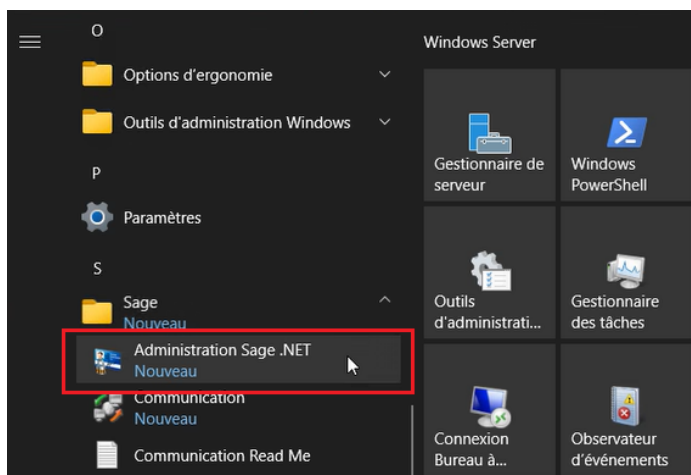 O
Options d'ergonomie
Outils d'administration Windows
P
Paramètres
S
Sage
Nouveau
Administration Sage .NET
Nouveau
Communication
Nouveau
Communication Read Me
Windows Server
Gestionnaire de
serveur
Windows
PowerShell
Outils
d'administrati...
Gestionnaire
des tâches
Connexion
Bureau à...
Observateur
d'événements